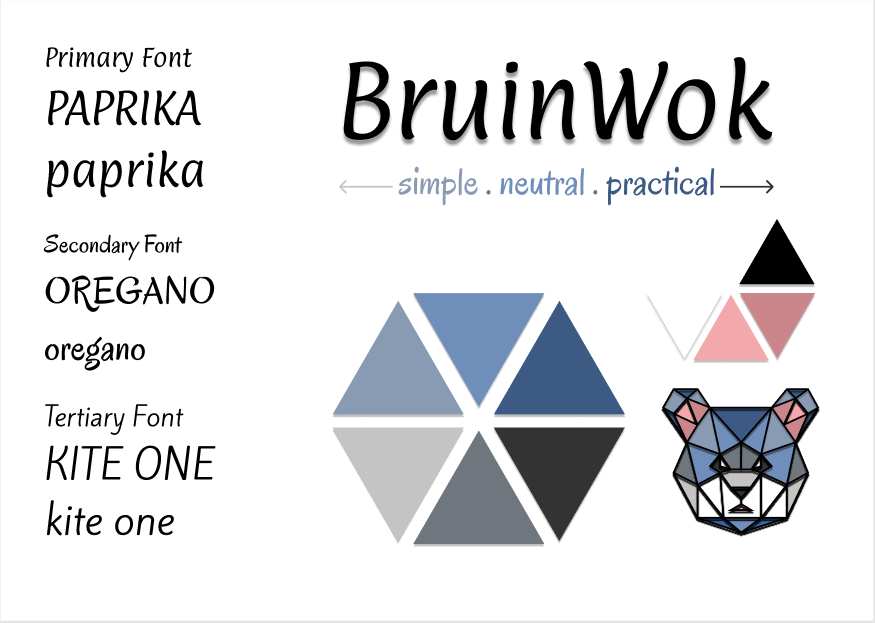 Primary Font
PAPRIKA
paprika
Secondary Font
OREGANO
oregano
Tertiary Font
KITE ONE
kite one
BruinWok
simple . neutral . practical